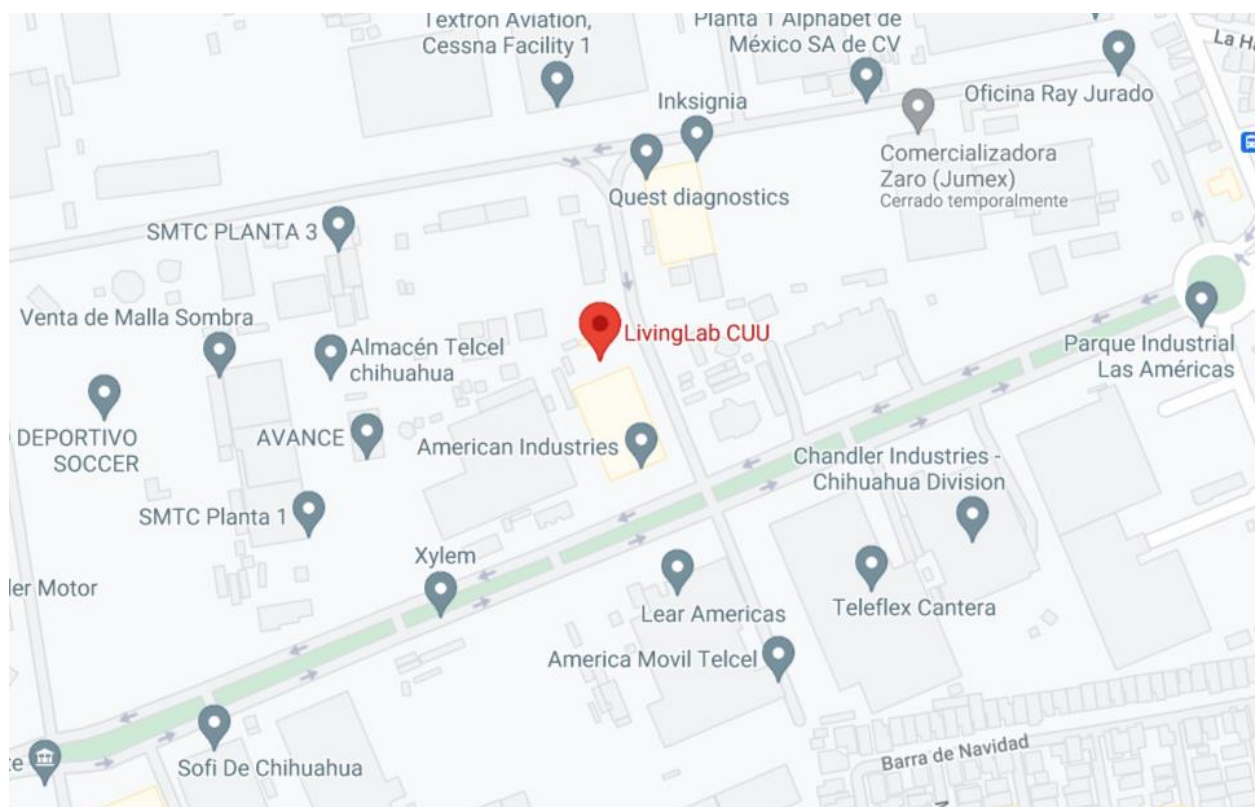 Textron Aviation,
Cessna Facility 1
Planta 1 Alphabet de
México SA de CV
La Ha
Oficina Ray Jurado
Inksignia
Comercializadora
Zaro (Jumex)
Cerrado temporalmente
Quest diagnostics
SMTC PLANTA 3
Venta de Malla Sombra
LivingLab CUU
Almacén Telcel
chihuahua
Parque Industrial
Las Américas
DEPORTIVO
SOCCER
AVANCE
American Industries
Chandler Industries -
Chihuahua Division
SMTC Planta 1
Xylem
ler Motor
Lear Americas
Teleflex Cantera
America Movil Telcel
Barra de Navidad
Sofi De Chihuahua
te